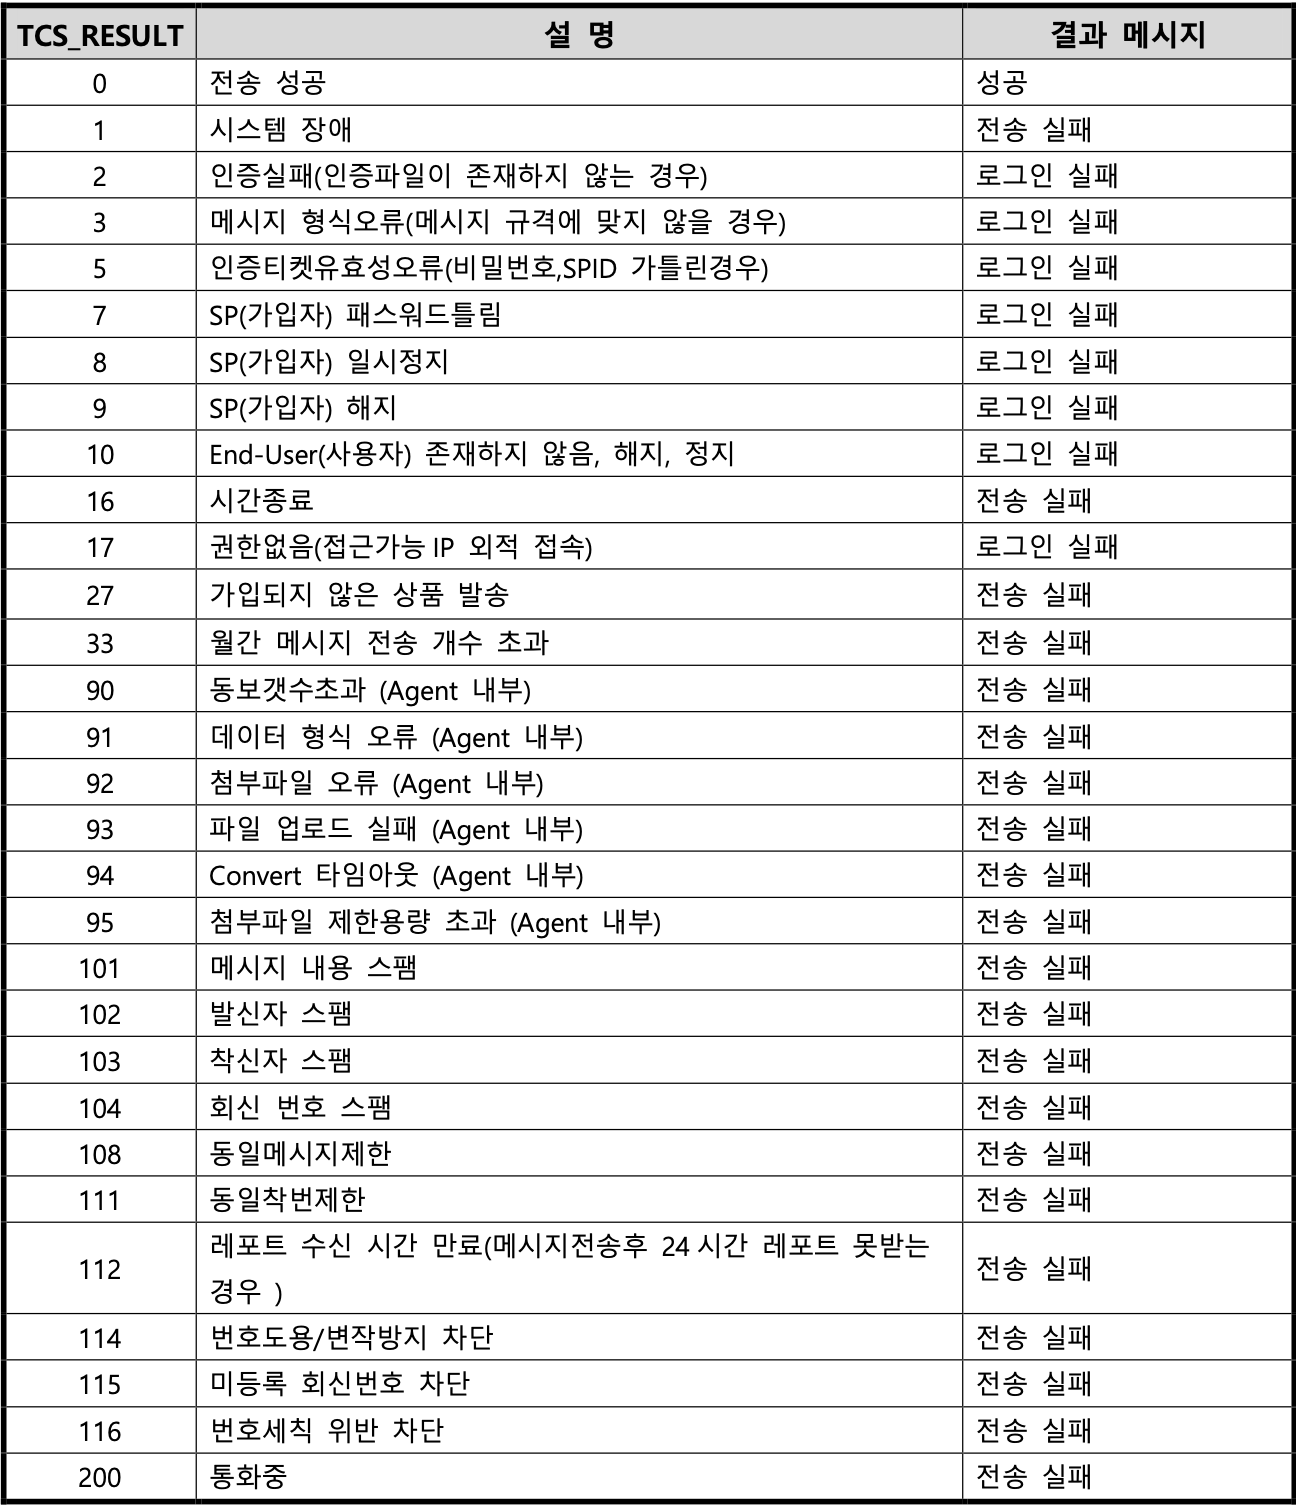 TCS_RESULT 설 명 결과 메시지
0 전송 성공 성공
1 시스템 장애 전송 실패
2 인증실패(인증파일이 존재하지 않는 경우) 로그인 실패
3 메시지 형식오류(메시지 규격에 맞지 않을 경우) 로그인 실패
5 인증티켓유효성오류(비밀번호,SPID 가틀린경우) 로그인 실패
7 SP(가입자) 패스워드틀림 로그인 실패
8 SP(가입자) 일시정지 로그인 실패
9 SP(가입자) 해지 로그인 실패
10 End-User(사용자) 존재하지 않음, 해지, 정지 로그인 실패
16 시간종료 전송 실패
17 권한없음(접근가능 IP 외적 접속) 로그인 실패
27 가입되지 않은 상품 발송 전송 실패
33 월간 메시지 전송 개수 초과 전송 실패
90 동보갯수초과 (Agent 내부) 전송 실패
91 데이터 형식 오류 (Agent 내부) 전송 실패
92 첨부파일 오류 (Agent 내부) 전송 실패
93 파일 업로드 실패 (Agent 내부) 전송 실패
94 Convert 타임아웃 (Agent 내부) 전송 실패
95 첨부파일 제한용량 초과 (Agent 내부) 전송 실패
101 메시지 내용 스팸 전송 실패
102 발신자 스팸 전송 실패
103 착신자 스팸 전송 실패
104 회신 번호 스팸 전송 실패
108 동일메시지제한 전송 실패
111 동일착번제한 전송 실패
112 레포트 수신 시간 만료(메시지전송후 24 시간 레포트 못받는
경우 ) 전송 실패
114 번호도용/변작방지 차단 전송 실패
115 미등록 회신번호 차단 전송 실패
116 번호세칙 위반 차단 전송 실패
200 통화중 전송 실패